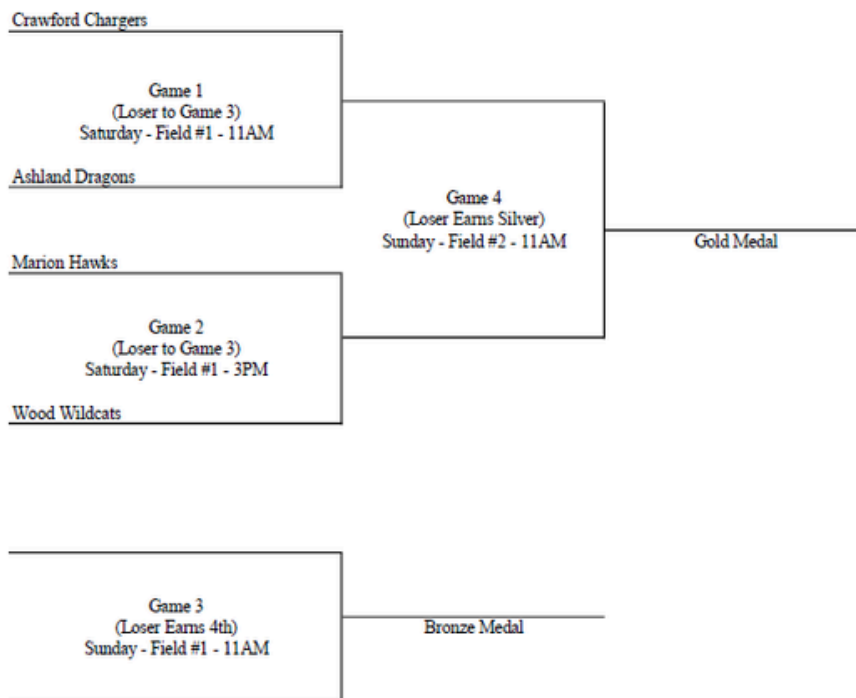 Crawford Chargers
Game 1
(Loser to Game 3)
Saturday - Field #1 - 11AM
Ashland Dragons
Game 4
(Loser Earns Silver)
Sunday - Field #2 - 11AM
Gold Medal
Marion Hawks
Game 2
(Loser to Game 3)
Saturday - Field #1 - 3PM
Wood Wildcats
Game 3
(Loser Earns 4th)
Sunday - Field #1 - 11AM
Bronze Medal